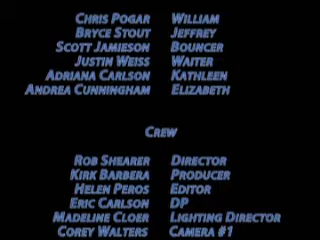 Chris Pogar William
Bryce Stout Jeffrey
Scott Jamieson Bouncer
Justin Weiss Waiter
Adriana Carlson Kathleen
Andrea Cunningham Elizabeth
Crew
Rob Shearer Director
Kirk Barbera Producer
Helen Peros Editor
Eric Carlson DP
Madeline Cloer Lighting Director
Corey Walters Camera #1